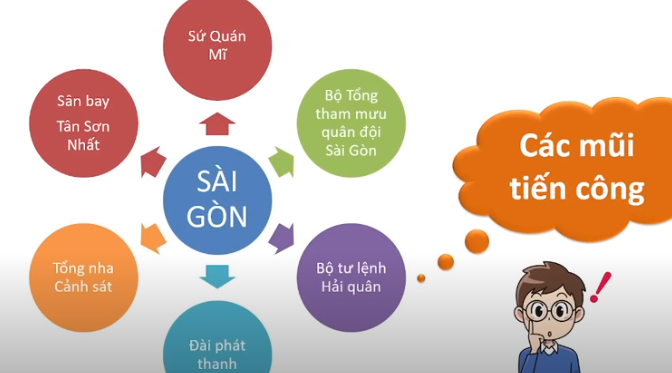 Sứ Quán
Mĩ
Bộ Tổng
tham mưu
quân đội
Sài Gòn
Bộ tư lệnh
Hải quân
Đài phát
thanh
Tổng nha
Cảnh sát
Sân bay
Tân Sơn
Nhất
SÀI
GÒN
Các mũi
tiến công